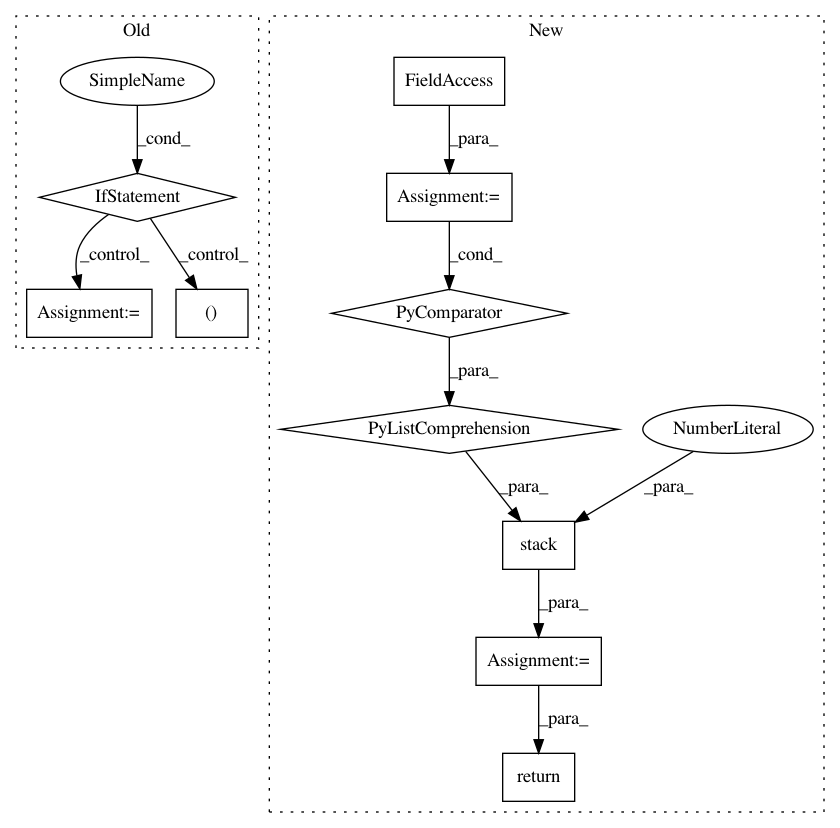 Old
New
SimpleName
FieldAccess
_cond_
_para_
IfStatement
Assignment:=
_control_
_control_
_cond_
Assignment:=
()
PyComparator
_para_
PyListComprehension
NumberLiteral
_para_
_para_
stack
_para_
Assignment:=
_para_
return